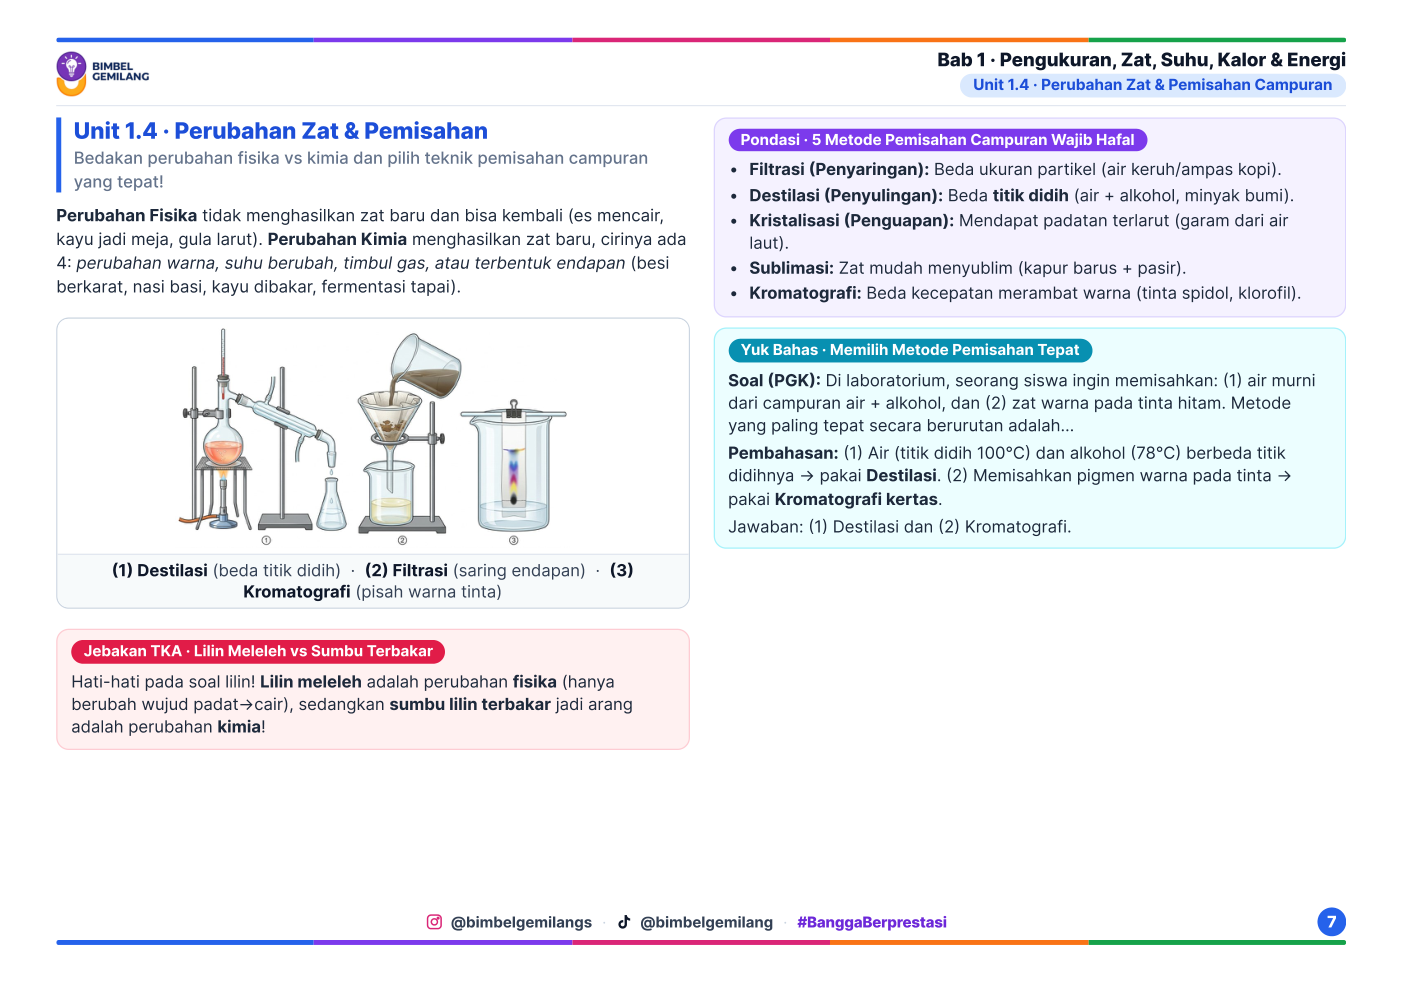 BIMBEL
GEMILANG
Bab 1 · Pengukuran, Zat, Suhu, Kalor & Energi
Unit 1.4 · Perubahan Zat & Pemisahan Campuran
Unit 1.4 · Perubahan Zat & Pemisahan
Bedakan perubahan fisika vs kimia dan pilih teknik pemisahan campuran
yang tepat!
Perubahan Fisika tidak menghasilkan zat baru dan bisa kembali (es mencair,
kayu jadi meja, gula larut). Perubahan Kimia menghasilkan zat baru, cirinya ada
4: perubahan warna, suhu berubah, timbul gas, atau terbentuk endapan (besi
berkarat, nasi basi, kayu dibakar, fermentasi tapai).
① ② ③
(1) Destilasi (beda titik didih) · (2) Filtrasi (saring endapan) · (3)
Kromatografi (pisah warna tinta)
Jebakan TKA · Lilin Meleleh vs Sumbu Terbakar
Hati-hati pada soal lilin! Lilin meleleh adalah perubahan fisika (hanya
berubah wujud padat→cair), sedangkan sumbu lilin terbakar jadi arang
adalah perubahan kimia!
Pondasi · 5 Metode Pemisahan Campuran Wajib Hafal
• Filtrasi (Penyaringan): Beda ukuran partikel (air keruh/ampas kopi).
• Destilasi (Penyulingan): Beda titik didih (air + alkohol, minyak bumi).
• Kristalisasi (Penguapan): Mendapat padatan terlarut (garam dari air
laut).
• Sublimasi: Zat mudah menyublim (kapur barus + pasir).
• Kromatografi: Beda kecepatan merambat warna (tinta spidol, klorofil).
Yuk Bahas · Memilih Metode Pemisahan Tepat
Soal (PGK): Di laboratorium, seorang siswa ingin memisahkan: (1) air murni
dari campuran air + alkohol, dan (2) zat warna pada tinta hitam. Metode
yang paling tepat secara berurutan adalah...
Pembahasan: (1) Air (titik didih 100°C) dan alkohol (78°C) berbeda titik
didihnya → pakai Destilasi. (2) Memisahkan pigmen warna pada tinta →
pakai Kromatografi kertas.
Jawaban: (1) Destilasi dan (2) Kromatografi.
@bimbelgemilangs · @bimbelgemilang · #BanggaBerprestasi
7